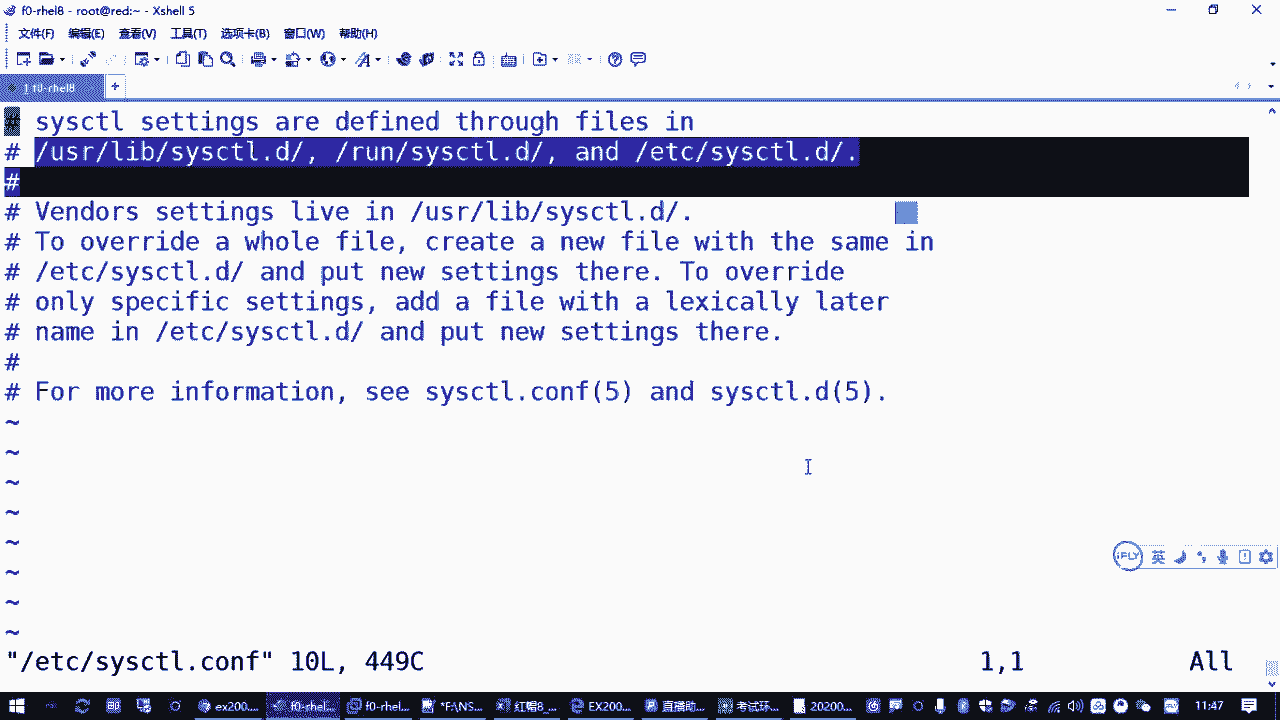 f0-rhel8 - root@red:~ - Xshell 5
文件(F) 编辑(E) 查看(V) 工具(T) 选项卡(B) 窗口(W) 帮助(H)
1 f0-rhel8
# sysctl settings are defined through files in
# /usr/lib/sysctl.d/, /run/sysctl.d/, and /etc/sysctl.d/.
#
# Vendors settings live in /usr/lib/sysctl.d/.
# To override a whole file, create a new file with the same in
# /etc/sysctl.d/ and put new settings there. To override
# only specific settings, add a file with a lexically later
# name in /etc/sysctl.d/ and put new settings there.
#
# For more information, see sysctl.conf(5) and sysctl.d(5).
~
~
~
~
~
~
~
~
iFLY 英
"/etc/sysctl.conf" 10L, 449C 1,1 All
ex200... f0-rhel... f0-rhel... *F:\NS... 红帽8_... EX200... 直播助... 考试环... 20200... 11:47